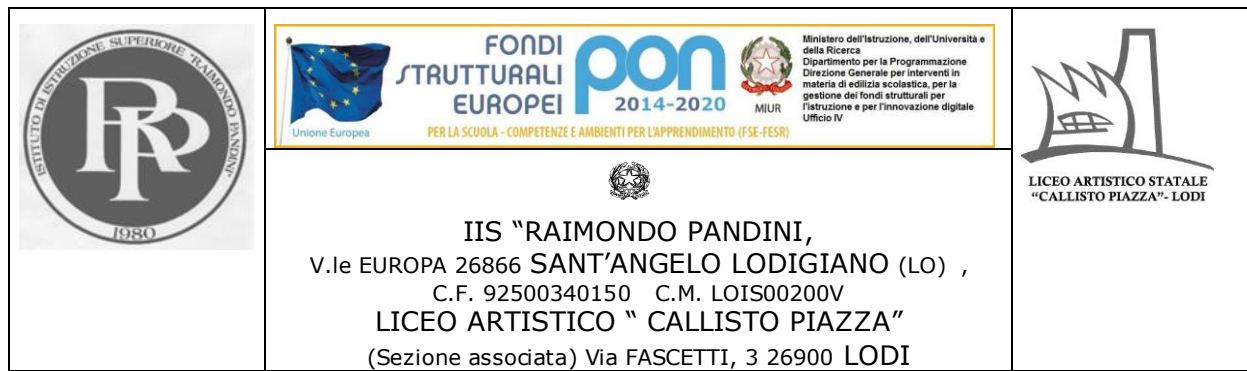 ISTITUTO DI ISTRUZIONE SUPERIORE "RAIMONDO PANDINI"
RP
1980
Unione Europea
FONDI
STRUTTURALI
EUROPEI
pon
2014-2020
MIUR
Ministero dell'Istruzione, dell'Università e
della Ricerca
Dipartimento per la Programmazione
Direzione Generale per interventi in
materia di edilizia scolastica, per la
gestione dei fondi strutturali per
l'istruzione e per l'innovazione digitale
Ufficio IV
PER LA SCUOLA - COMPETENZE E AMBIENTI PER L'APPRENDIMENTO (FSE-FESR)
IIS "RAIMONDO PANDINI,
V.le EUROPA 26866 SANT'ANGELO LODIGIANO (LO) ,
C.F. 92500340150 C.M. LOIS00200V
LICEO ARTISTICO " CALLISTO PIAZZA"
(Sezione associata) Via FASCETTI, 3 26900 LODI
LICEO ARTISTICO STATALE
"CALLISTO PIAZZA"- LODI